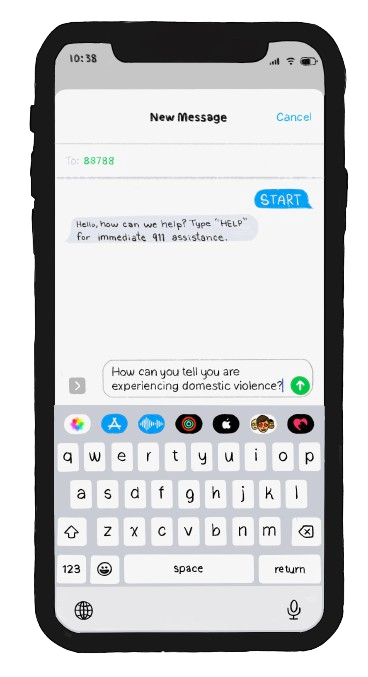 10:38
New Message Cancel
To: 88788
START
Hello, how can we help? Type "HELP"
for immediate 911 assistance.
How can you tell you are
experiencing domestic violence?
q w e r t y u i o p
a s d f g h j k l
z x c v b n m
123 space return